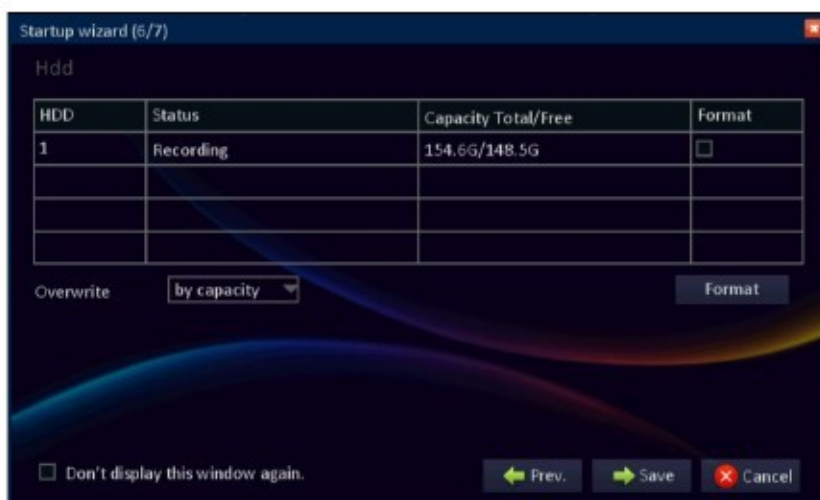 Startup wizard (6/7)
Hdd
HDD Status Capacity Total/Free Format
1 Recording 154.6G/148.5G
Overwrite by capacity Format
Don't display this window again. Prev. Save Cancel